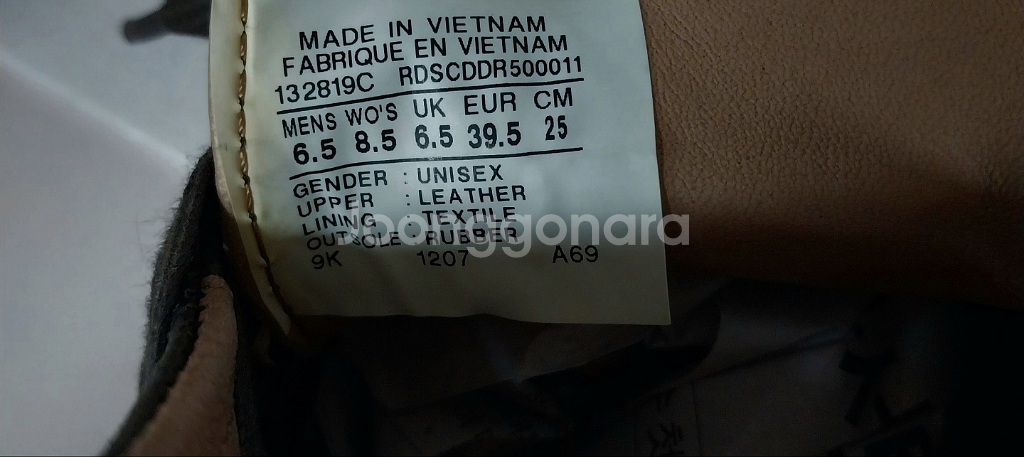 MADE IN VIETNAM
FABRIQUE EN VIETNAM
132819C RDSCDDR500011
MENS WO'S UK EUR CM
6.5 8.5 6.5 39.5 25
GENDER : UNISEX
UPPER : LEATHER
LINING : TEXTILE
OUTSOLE : RUBBER
9K 1207 A69
joonggonara